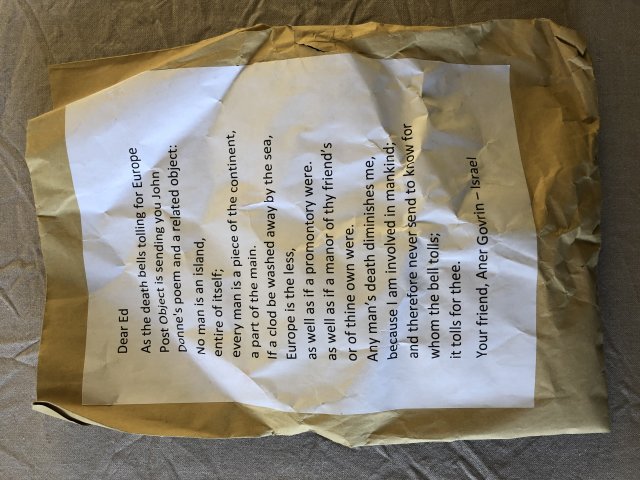 Dear Ed
As the death bells tolling for Europe
Post Object is sending you John
Donne's poem and a related object:
No man is an island,
entire of itself;
every man is a piece of the continent,
a part of the main.
If a clod be washed away by the sea,
Europe is the less,
as well as if a promontory were.
as well as if a manor of thy friend's
or of thine own were.
Any man's death diminishes me,
because I am involved in mankind;
and therefore never send to know for
whom the bell tolls;
it tolls for thee.
Your friend, Aner Govrin – Israel